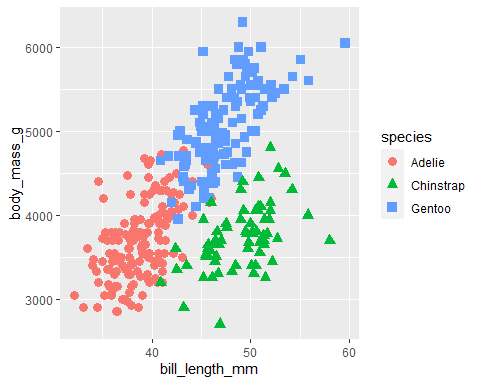 6000
5000
4000
3000
body_mass_g
40
50
60
bill_length_mm
species
Adelie
Chinstrap
Gentoo